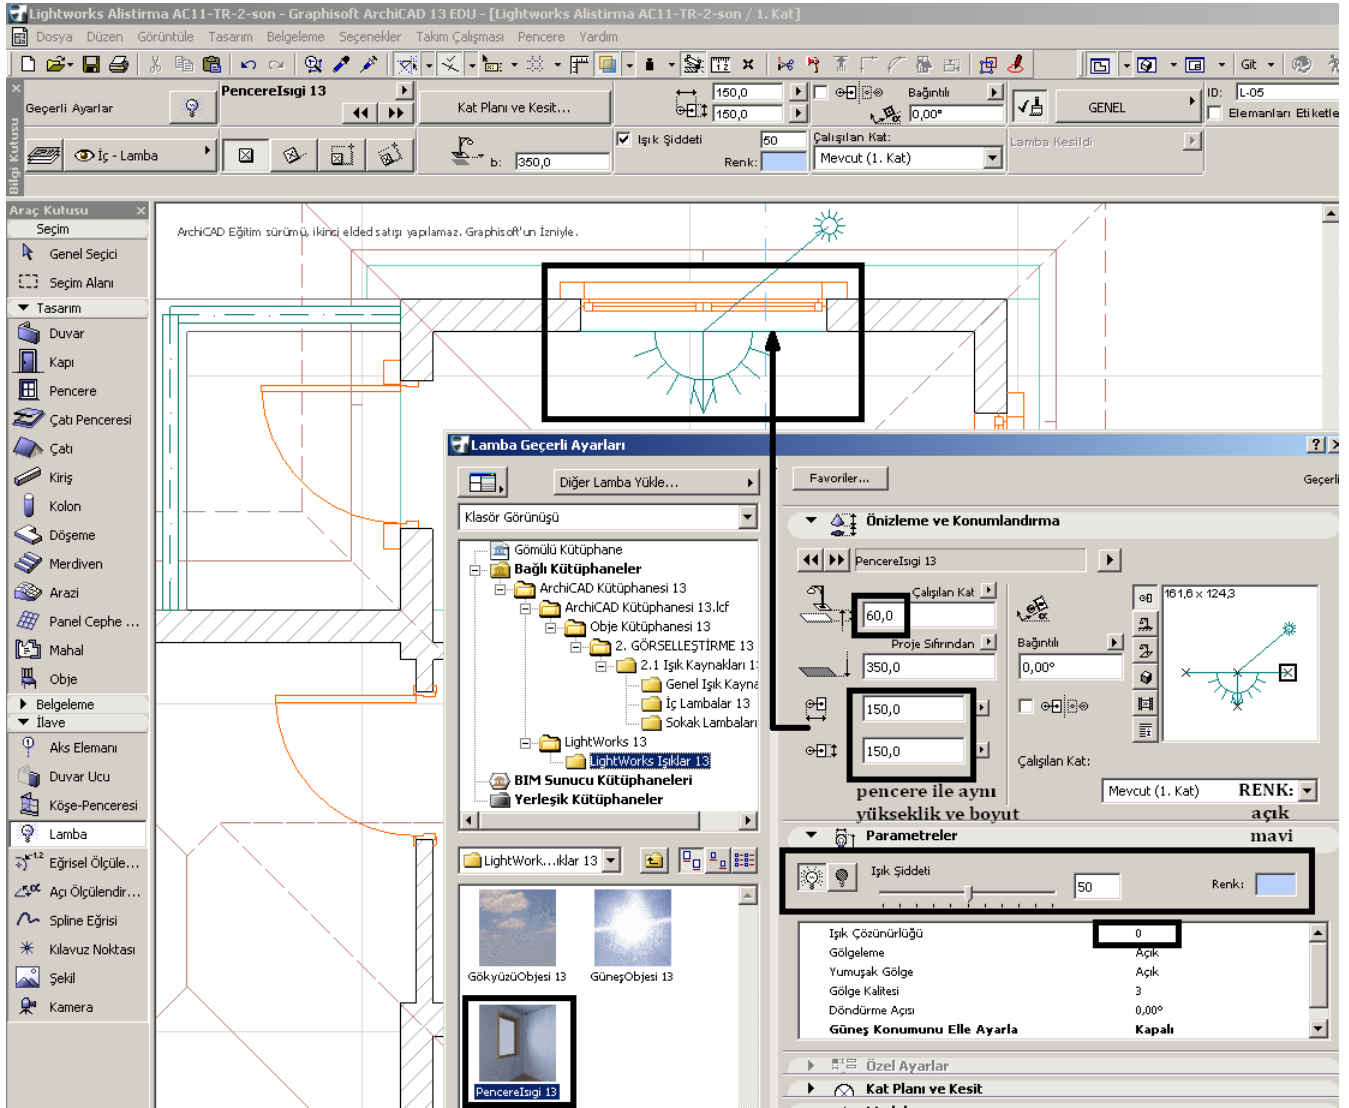 Lightworks Alistirma AC11-TR-2-son - Graphisoft ArchiCAD 13 EDU - [Lightworks Alistirma AC11-TR-2-son / 1. Kat]
Dosya Düzen Görüntüle Tasarım Belgeleme Seçenekler Takım Çalışması Pencere Yardım
Git
Geçerli Ayarlar
PencereIsıgi 13
Kat Planı ve Kesit...
150,0
150,0
Bağıntılı
0,00°
GENEL
ID: L-05
Elemanları Etiketle
İç - Lamba
b: 350,0
Işık Şiddeti 50
Renk:
Çalışılan Kat:
Mevcut (1. Kat)
Lamba Kesildi
Bilgi Kutusu
Araç Kutusu
Seçim
Genel Seçici
Seçim Alanı
Tasarım
Duvar
Kapı
Pencere
Çatı Penceresi
Çatı
Kiriş
Kolon
Döşeme
Merdiven
Arazi
Panel Cephe ...
Mahal
Obje
Belgeleme
İlave
Aks Elemanı
Duvar Ucu
Köşe-Penceresi
Lamba
Eğrisel Ölçüle...
Açı Ölçülendir...
Spline Eğrisi
Kılavuz Noktası
Şekil
Kamera
ArchiCAD Eğitim sürümü, ikinci elded satışı yapılamaz. Graphisoft'un İzniyle.
Lamba Geçerli Ayarları
Diğer Lamba Yükle...
Klasör Görünüşü
Gömülü Kütüphane
Bağlı Kütüphaneler
ArchiCAD Kütüphanesi 13
ArchiCAD Kütüphanesi 13.lcf
Obje Kütüphanesi 13
2. GÖRSELLEŞTİRME 13
2.1 Işık Kaynakları 1
Genel Işık Kayna
İç Lambalar 13
Sokak Lambaları
LightWorks 13
LightWorks Işıklar 13
BIM Sunucu Kütüphaneleri
Yerleşik Kütüphaneler
LightWork...ıklar 13
GökyüzüObjesi 13
GüneşObjesi 13
PencereIsıgi 13
Favoriler...
Geçerli
Önizleme ve Konumlandırma
PencereIsıgi 13
Çalışılan Kat
60,0
Proje Sıfırından
350,0
150,0
150,0
Bağıntılı
0,00°
161,6 x 124,3
Çalışılan Kat:
Mevcut (1. Kat)
pencere ile aynı
yükseklik ve boyut
RENK:
açık
mavi
Parametreler
Işık Şiddeti
50
Renk:
Işık Çözünürlüğü 0
Gölgeleme Açık
Yumuşak Gölge Açık
Gölge Kalitesi 3
Döndürme Açısı 0,00°
Güneş Konumunu Elle Ayarla Kapalı
Özel Ayarlar
Kat Planı ve Kesit